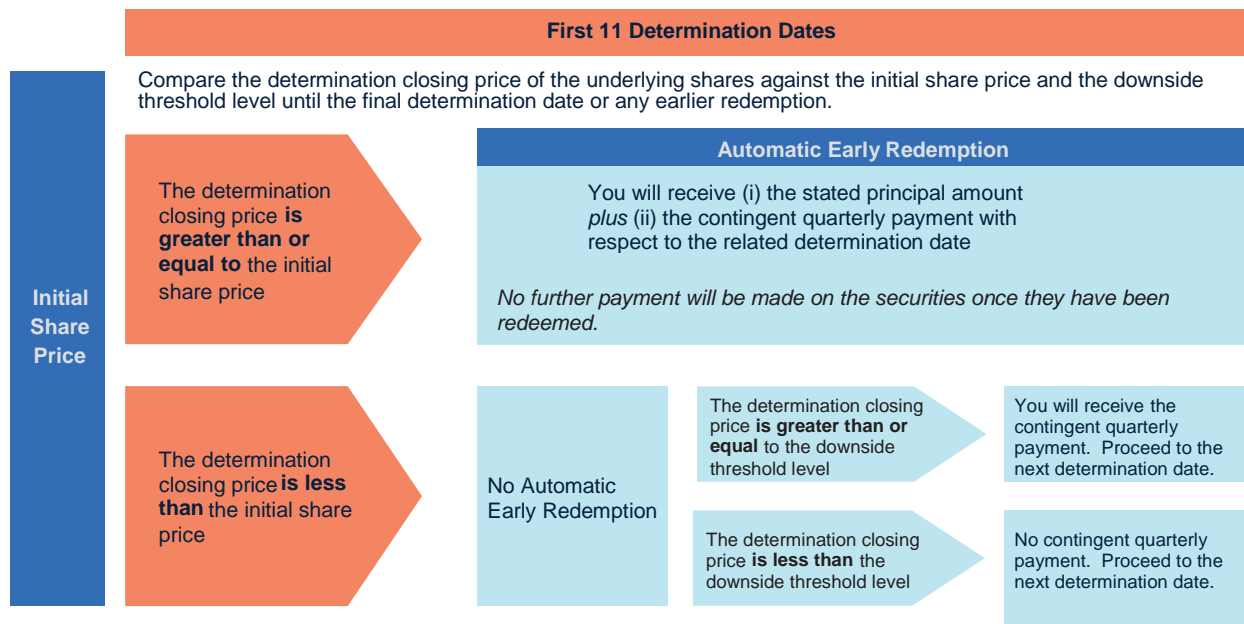 First 11 Determination Dates
Compare the determination closing price of the underlying shares against the initial share price and the downside
threshold level until the final determination date or any earlier redemption.
Initial
Share
Price
The determination
closing price is
greater than or
equal to the initial
share price
Automatic Early Redemption
You will receive (i) the stated principal amount
plus (ii) the contingent quarterly payment with
respect to the related determination date
No further payment will be made on the securities once they have been
redeemed.
The determination
closing price is less
than the initial share
price
No Automatic
Early Redemption
The determination closing
price is greater than or
equal to the downside
threshold level
You will receive the
contingent quarterly
payment.  Proceed to the
next determination date.
The determination closing
price is less than the
downside threshold level
No contingent quarterly
payment.  Proceed to the
next determination date.